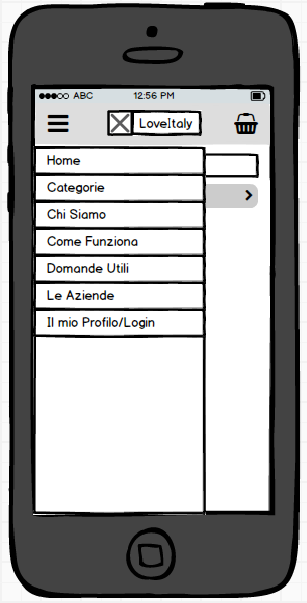 ABC 12:56 PM
LoveItaly
Home
Categorie
Chi Siamo
Come Funziona
Domande Utili
Le Aziende
Il mio Profilo/Login